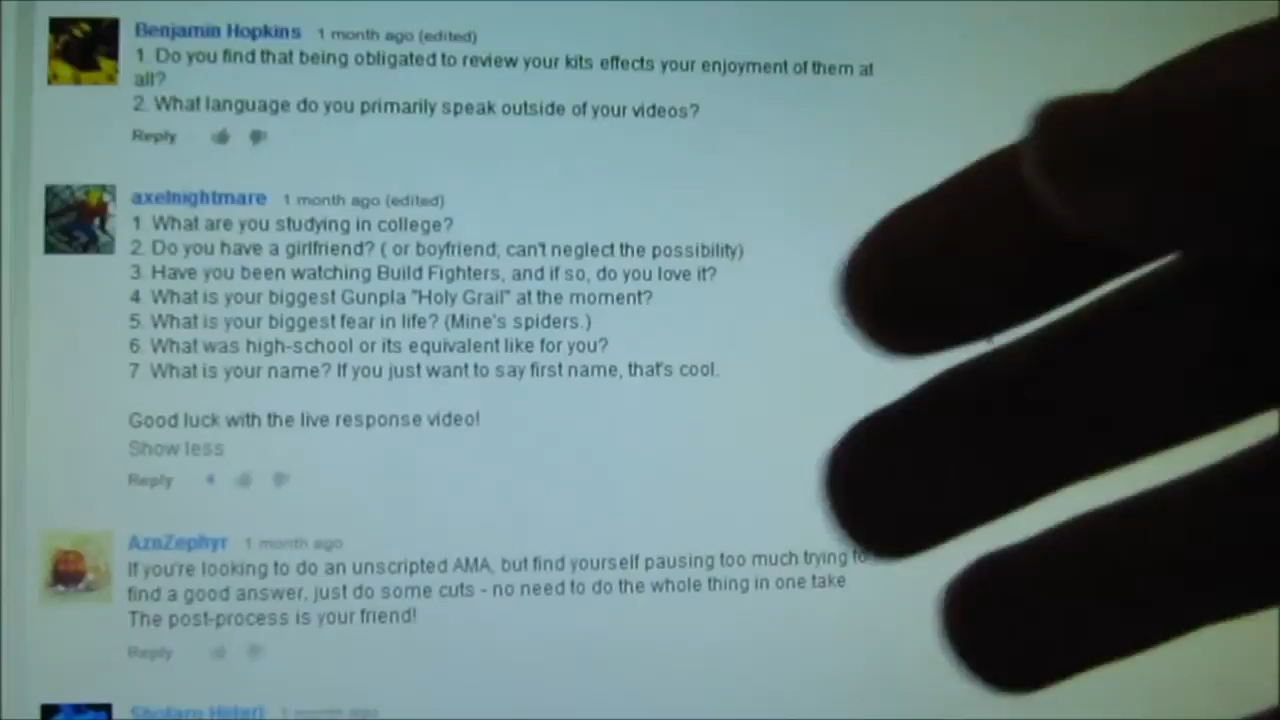 Benjamin Hopkins 1 month ago (edited)
1. Do you find that being obligated to review your kits effects your enjoyment of them at
all?
2. What language do you primarily speak outside of your videos?
Reply
axelnightmare 1 month ago (edited)
1. What are you studying in college?
2. Do you have a girlfriend? ( or boyfriend, can't neglect the possibility)
3. Have you been watching Build Fighters, and if so, do you love it?
4. What is your biggest Gunpla "Holy Grail" at the moment?
5. What is your biggest fear in life? (Mine's spiders.)
6. What was high-school or its equivalent like for you?
7. What is your name? If you just want to say first name, that's cool.
Good luck with the live response video!
Show less
Reply
AznZephyr 1 month ago
If you're looking to do an unscripted AMA, but find yourself pausing too much trying to
find a good answer, just do some cuts - no need to do the whole thing in one take
The post-process is your friend!
Reply
1 month ago